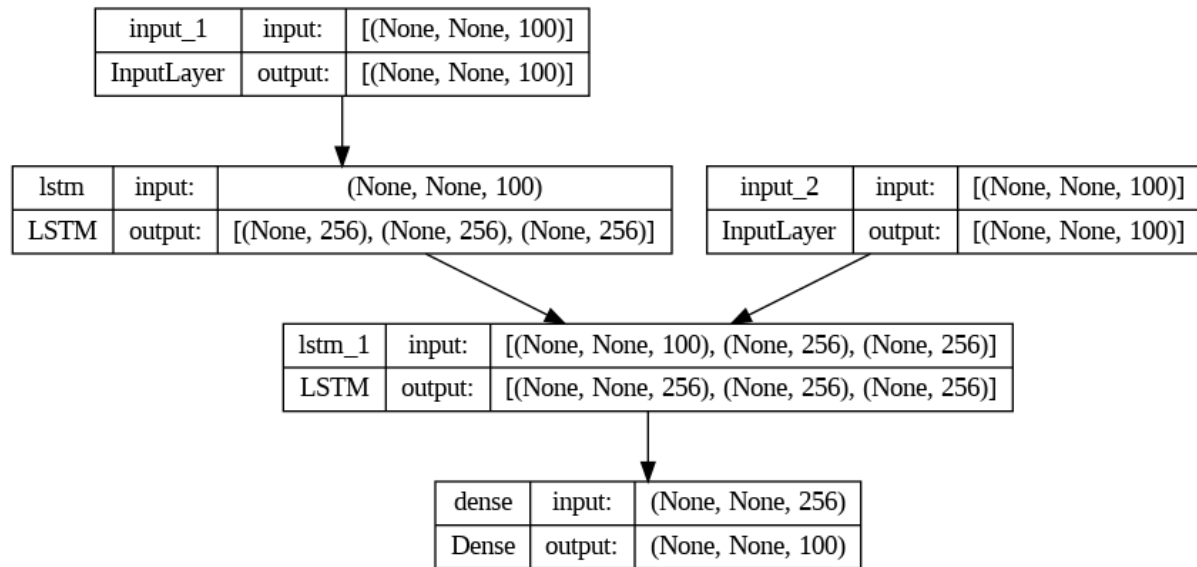 input_1 input: [(None, None, 100)]
InputLayer output: [(None, None, 100)]
lstm input: (None, None, 100)
LSTM output: [(None, 256), (None, 256), (None, 256)]
input_2 input: [(None, None, 100)]
InputLayer output: [(None, None, 100)]
lstm_1 input: [(None, None, 100), (None, 256), (None, 256)]
LSTM output: [(None, None, 256), (None, 256), (None, 256)]
dense input: (None, None, 256)
Dense output: (None, None, 100)